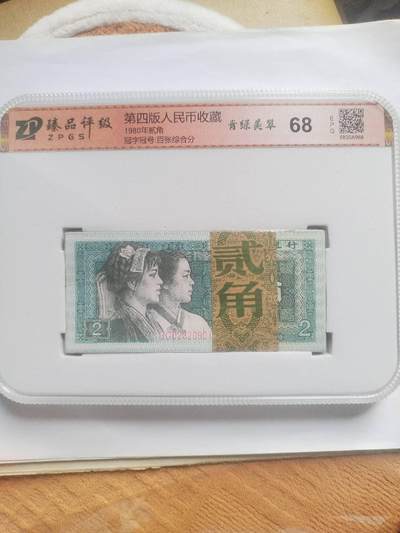 臻品评级
ZPGS
第四版人民币收藏
1980年贰角
冠字冠号:百张综合分
青绿美翠
68
EPQ
贰角
2
2